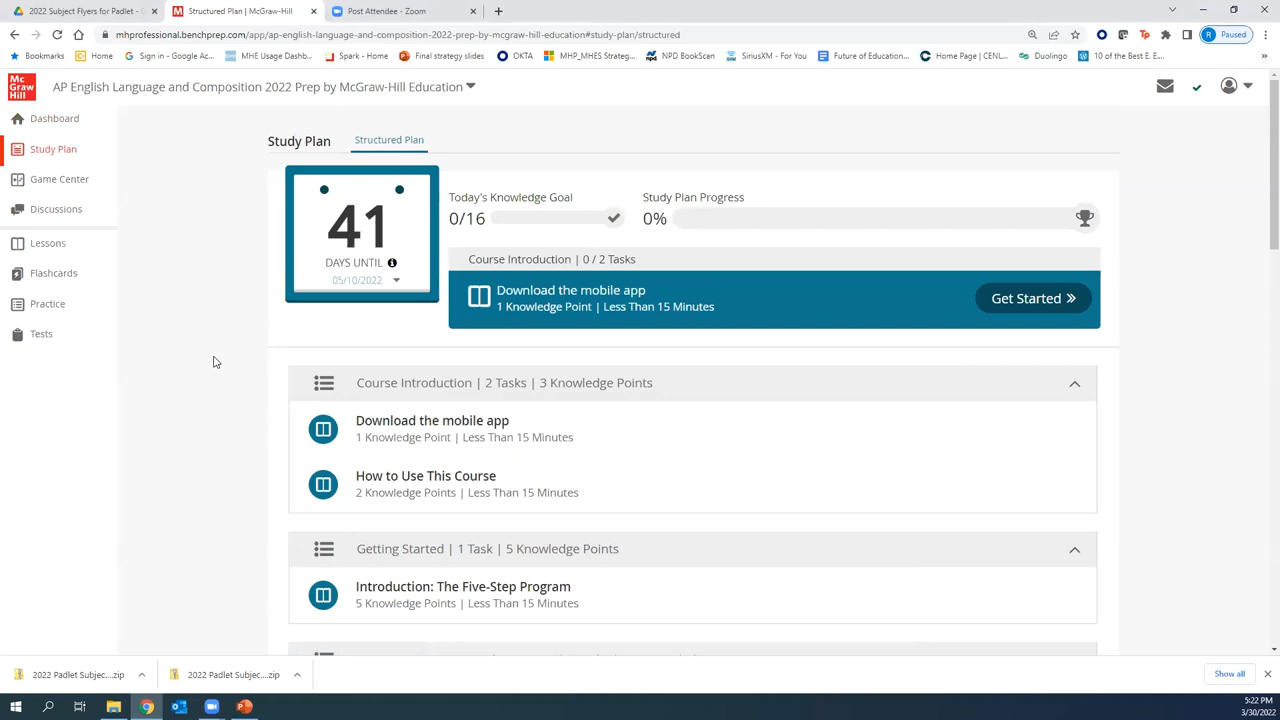 2022 Subject Flyers for Padlet - G
Structured Plan | McGraw-Hill
Post Attendee - Zoom
mhprofessional.benchprep.com/app/ap-english-language-and-composition-2022-prep-by-mcgraw-hill-education#study-plan/structured
Paused
Bookmarks
Home
Sign in - Google Ac...
MHE Usage Dashb...
Spark - Home
Final strategy slides
OKTA
MHP_MHES Strateg...
NPD BookScan
SiriusXM - For You
Future of Education...
Home Page | CENL...
Duolingo
10 of the Best E. E...
Mc Graw Hill
AP English Language and Composition 2022 Prep by McGraw-Hill Education
Dashboard
Study Plan
Game Center
Discussions
Lessons
Flashcards
Practice
Tests
Study Plan
Structured Plan
41
DAYS UNTIL
05/10/2022
Today's Knowledge Goal
0/16
Study Plan Progress
0%
Course Introduction | 0 / 2 Tasks
Download the mobile app
1 Knowledge Point | Less Than 15 Minutes
Get Started
Course Introduction | 2 Tasks | 3 Knowledge Points
Download the mobile app
1 Knowledge Point | Less Than 15 Minutes
How to Use This Course
2 Knowledge Points | Less Than 15 Minutes
Getting Started | 1 Task | 5 Knowledge Points
Introduction: The Five-Step Program
5 Knowledge Points | Less Than 15 Minutes
2022 Padlet Subjec....zip
2022 Padlet Subjec....zip
Show all
5:22 PM
3/30/2022